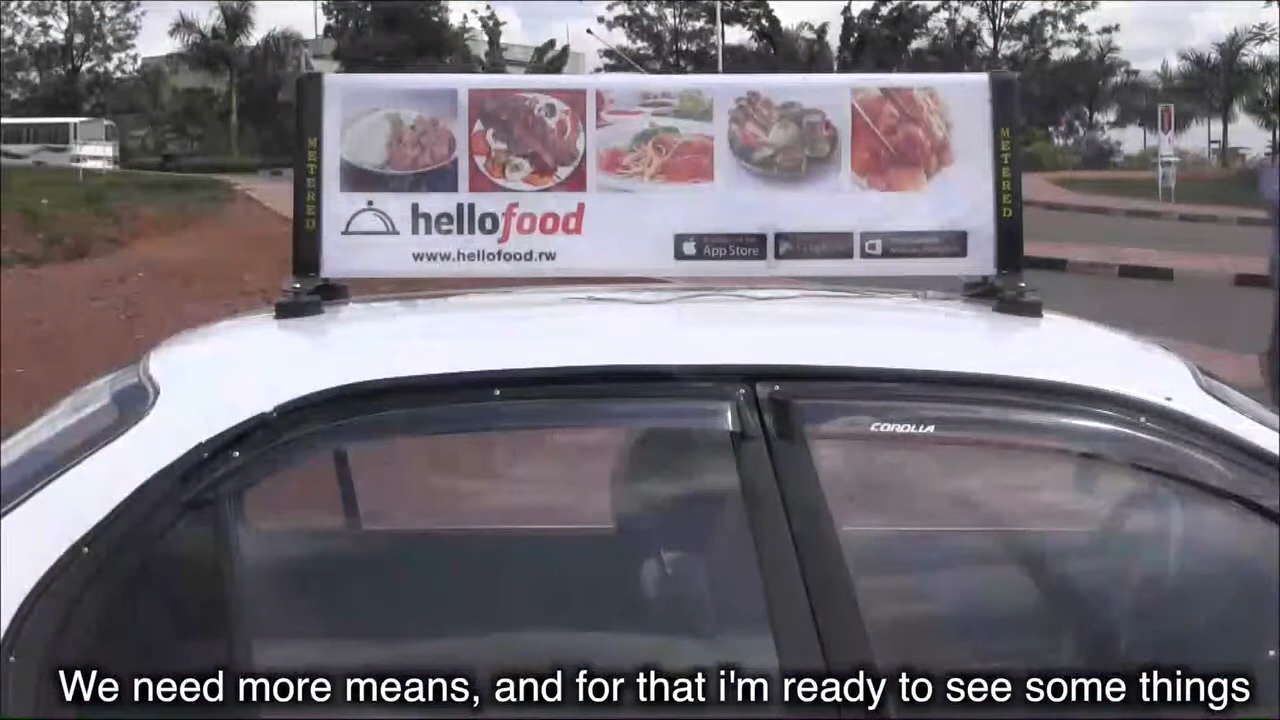 METERED
METERED
hellofood
www.hellofood.rw
App Store
COROLLA
We need more means, and for that i'm ready to see some things